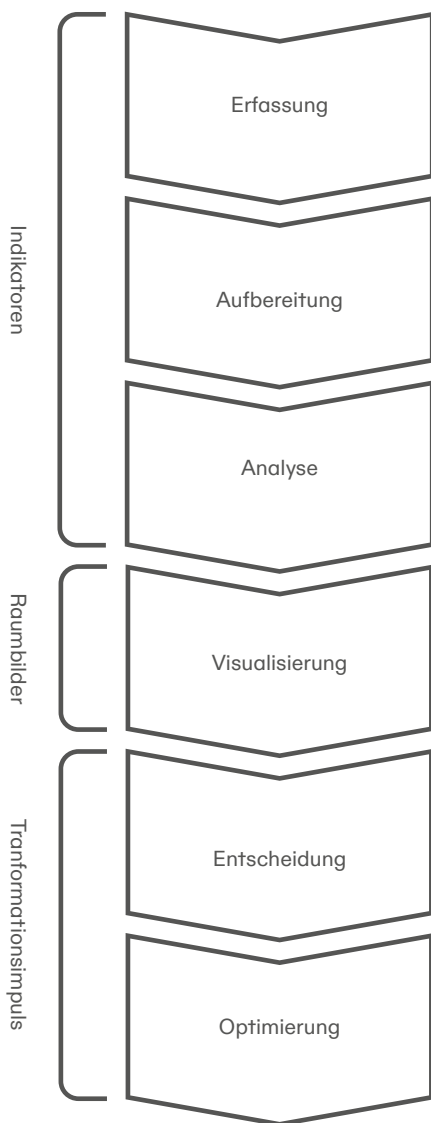 Indikatoren
Erfassung
Aufbereitung
Analyse
Raumbilder
Visualisierung
Tranformationsimpuls
Entscheidung
Optimierung